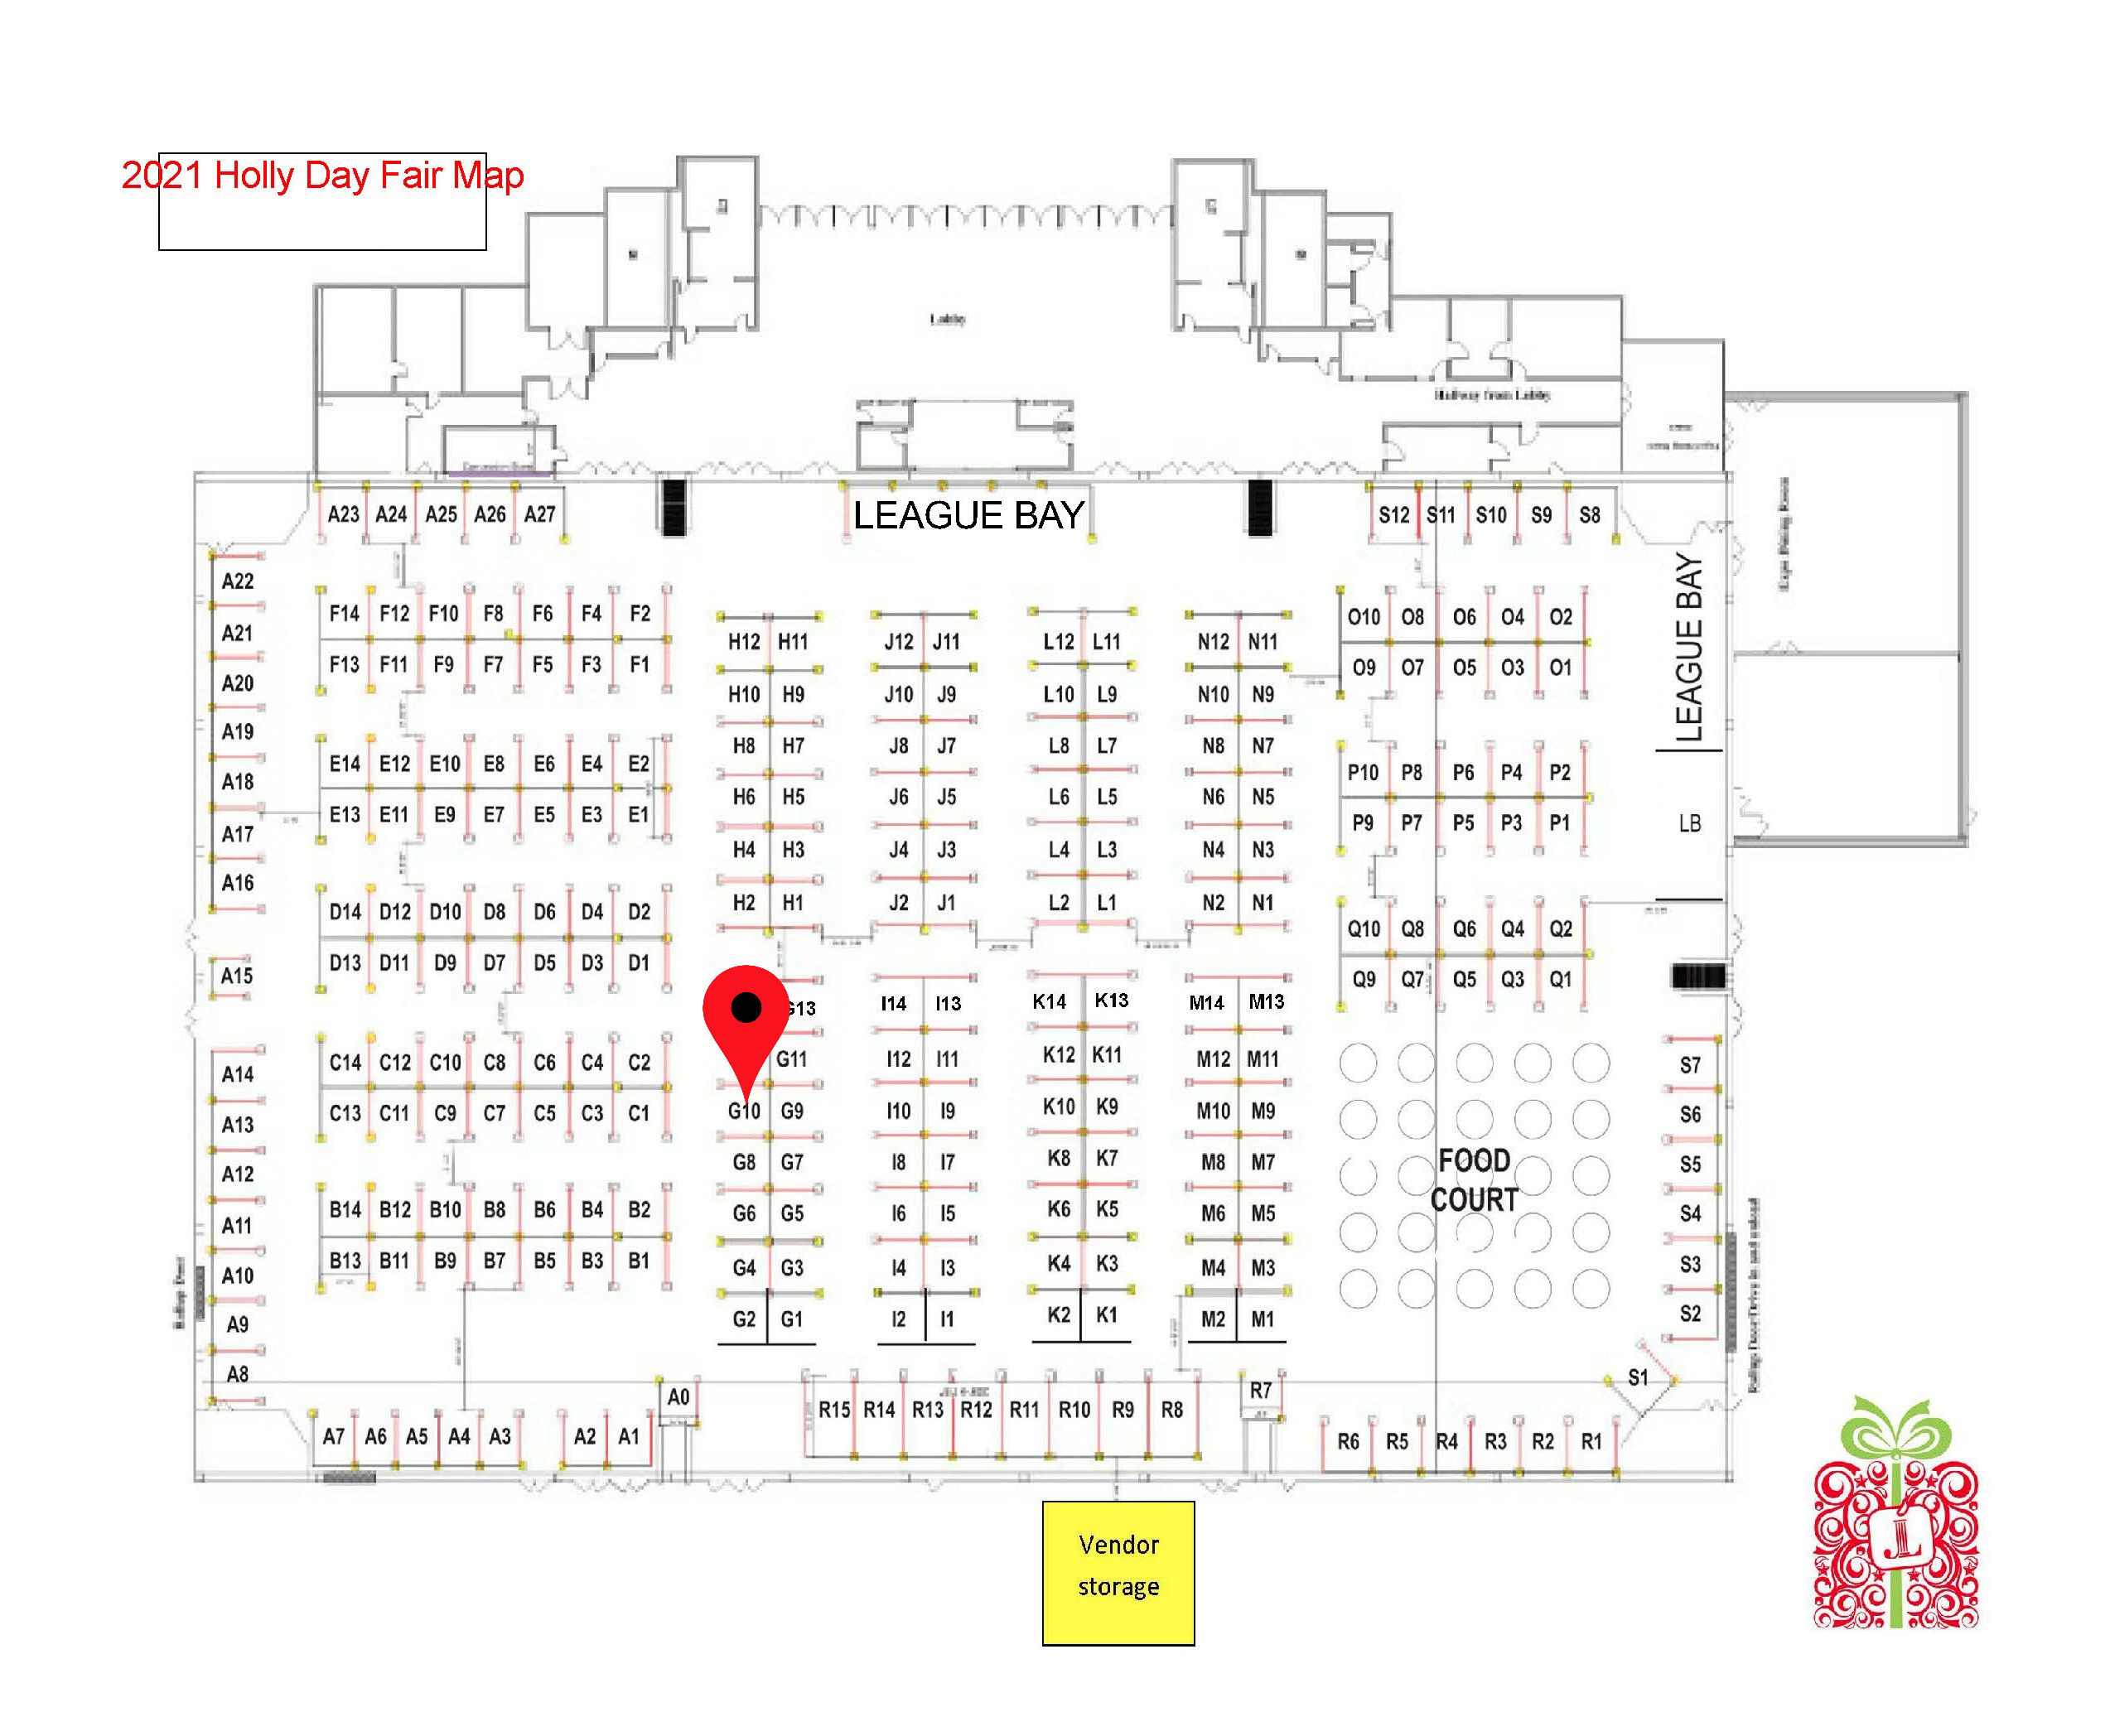 2021 Holly Day Fair Map
Lobby
Hallway from Lobby
LEAGUE BAY
A23 A24 A25 A26 A27
S12 S11 S10 S9 S8
A22
A21
A20
A19
A18
A17
A16
A15
A14
A13
A12
A11
A10
A9
A8
F14 F12 F10 F8 F6 F4 F2
F13 F11 F9 F7 F5 F3 F1
E14 E12 E10 E8 E6 E4 E2
E13 E11 E9 E7 E5 E3 E1
D14 D12 D10 D8 D6 D4 D2
D13 D11 D9 D7 D5 D3 D1
C14 C12 C10 C8 C6 C4 C2
C13 C11 C9 C7 C5 C3 C1
B14 B12 B10 B8 B6 B4 B2
B13 B11 B9 B7 B5 B3 B1
H12 H11
H10 H9
H8 H7
H6 H5
H4 H3
H2 H1
G13
G11
G10 G9
G8 G7
G6 G5
G4 G3
G2 G1
J12 J11
J10 J9
J8 J7
J6 J5
J4 J3
J2 J1
I14 I13
I12 I11
I10 I9
I8 I7
I6 I5
I4 I3
I2 I1
L12 L11
L10 L9
L8 L7
L6 L5
L4 L3
L2 L1
K14 K13
K12 K11
K10 K9
K8 K7
K6 K5
K4 K3
K2 K1
N12 N11
N10 N9
N8 N7
N6 N5
N4 N3
N2 N1
M14 M13
M12 M11
M10 M9
M8 M7
M6 M5
M4 M3
M2 M1
O10 O8 O6 O4 O2
O9 O7 O5 O3 O1
P10 P8 P6 P4 P2
P9 P7 P5 P3 P1
Q10 Q8 Q6 Q4 Q2
Q9 Q7 Q5 Q3 Q1
LEAGUE BAY
LB
FOOD
COURT
S7
S6
S5
S4
S3
S2
S1
A7 A6 A5 A4 A3 A2 A1
A0
R15 R14 R13 R12 R11 R10 R9 R8
R7
R6 R5 R4 R3 R2 R1
Vendor
storage
JL